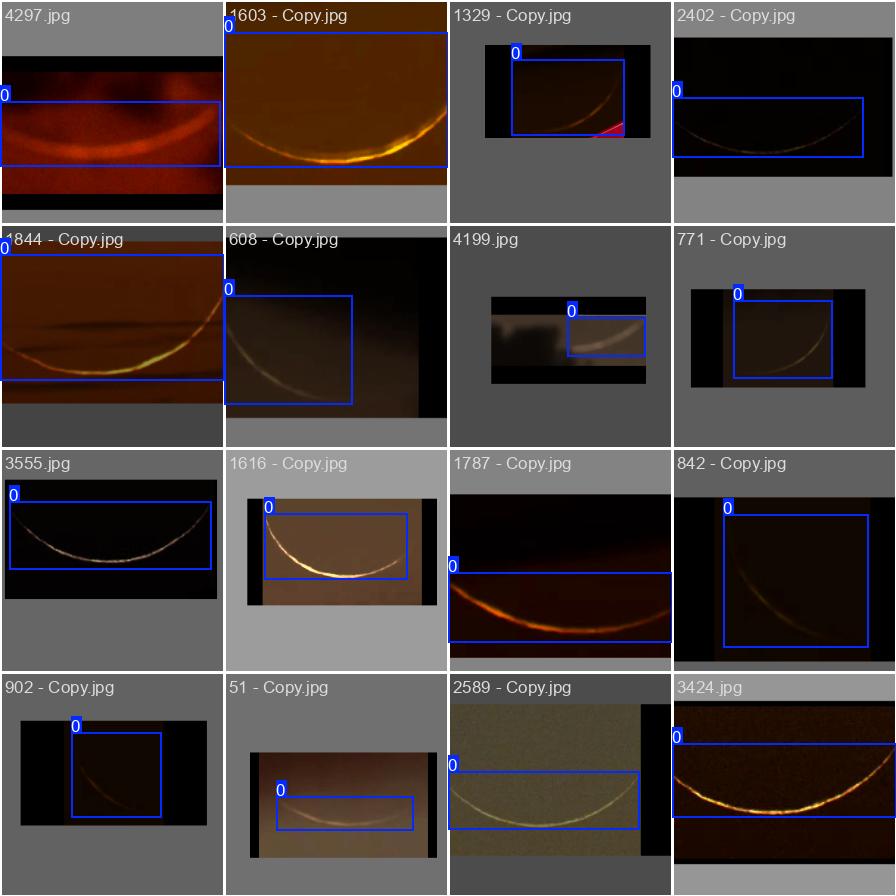 4297.jpg
0
1603 - Copy.jpg
0
1329 - Copy.jpg
0
2402 - Copy.jpg
0
1844 - Copy.jpg
0
608 - Copy.jpg
0
4199.jpg
0
771 - Copy.jpg
0
3555.jpg
0
1616 - Copy.jpg
0
1787 - Copy.jpg
0
842 - Copy.jpg
0
902 - Copy.jpg
0
51 - Copy.jpg
0
2589 - Copy.jpg
0
3424.jpg
0